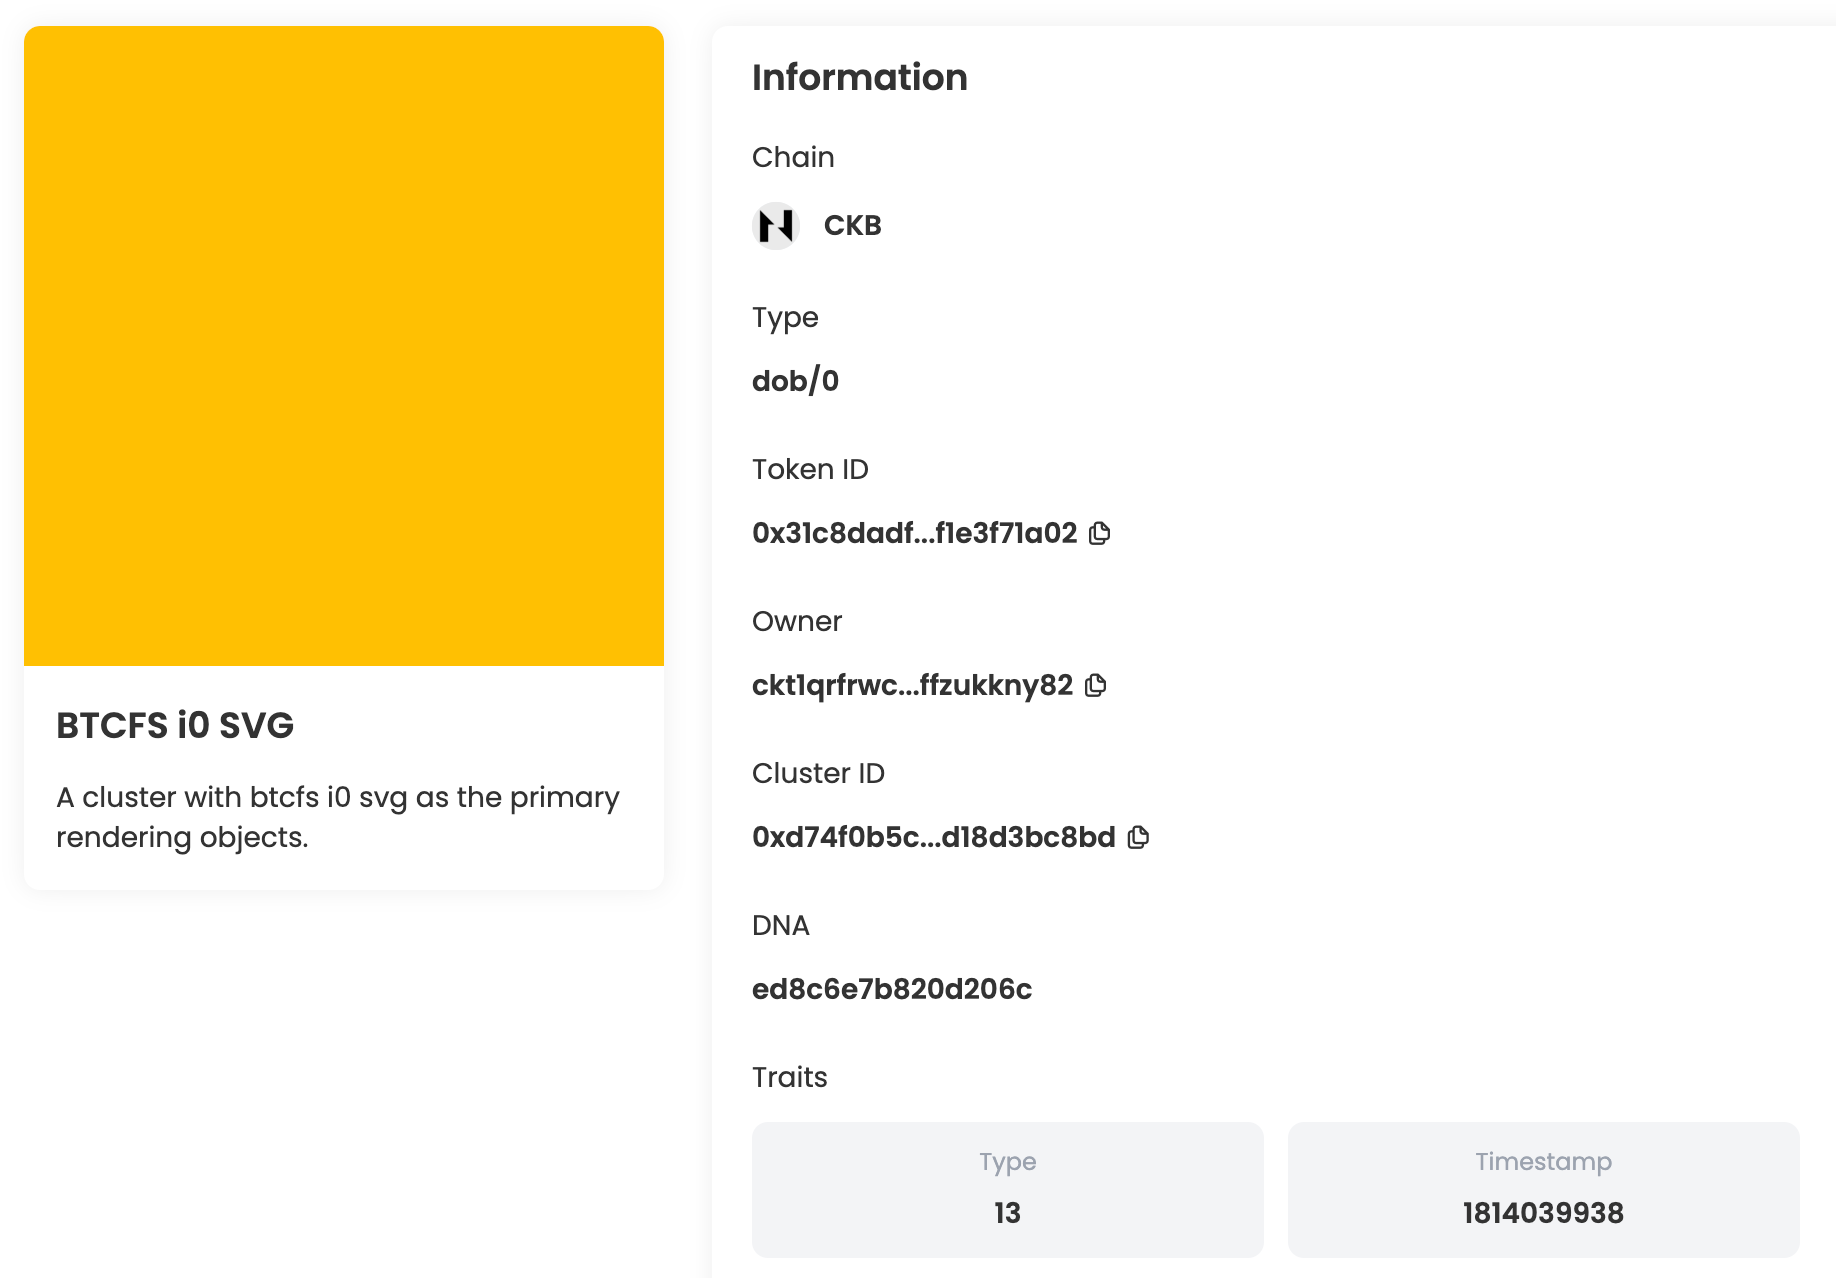 BTCFS i0 SVG
A cluster with btcfs i0 svg as the primary
rendering objects.
Information
Chain
CKB
Type
dob/0
Token ID
0x31c8dadf...f1e3f71a02
Owner
ckt1qrfrwc...ffzukkny82
Cluster ID
0xd74f0b5c...d18d3bc8bd
DNA
ed8c6e7b820d206c
Traits
Type
13
Timestamp
1814039938